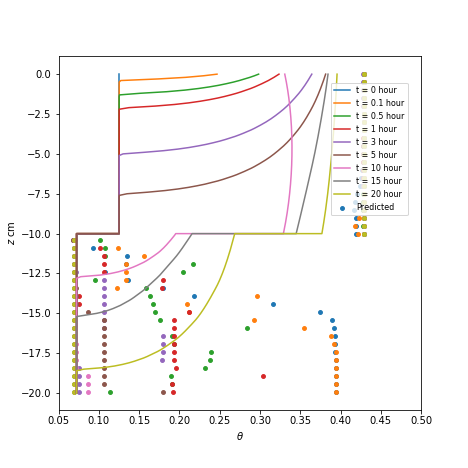 0.0
−2.5
−5.0
−7.5
−10.0
−12.5
−15.0
−17.5
−20.0
z cm
t = 0 hour
t = 0.1 hour
t = 0.5 hour
t = 1 hour
t = 3 hour
t = 5 hour
t = 10 hour
t = 15 hour
t = 20 hour
Predicted
0.05 0.10 0.15 0.20 0.25 0.30 0.35 0.40 0.45 0.50
θ